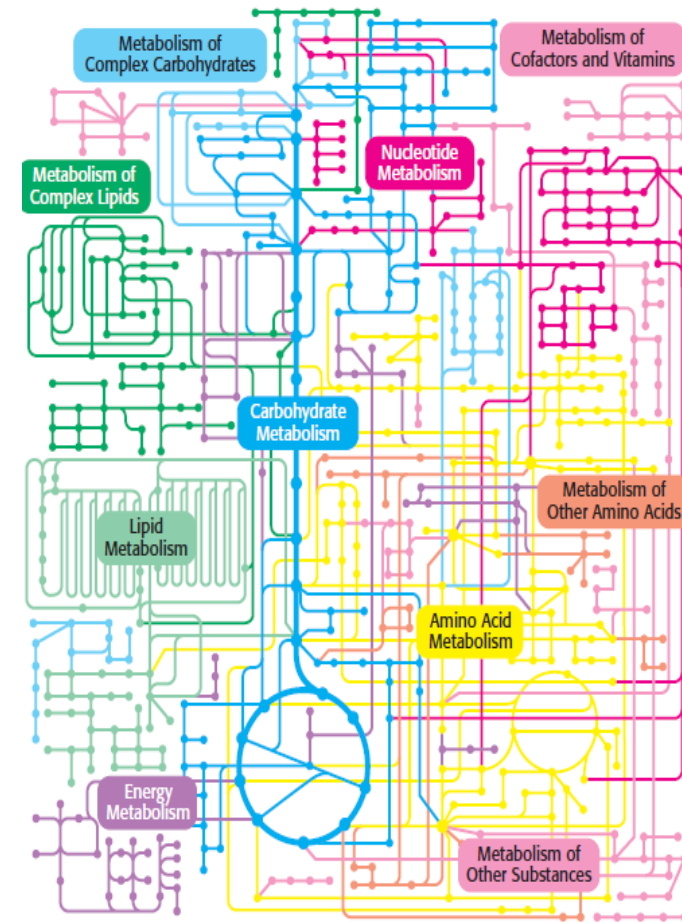 Metabolism of
Complex Carbohydrates
Metabolism of
Cofactors and Vitamins
Nucleotide
Metabolism
Metabolism of
Complex Lipids
Carbohydrate
Metabolism
Metabolism of
Other Amino Acids
Lipid
Metabolism
Amino Acid
Metabolism
Energy
Metabolism
Metabolism of
Other Substances